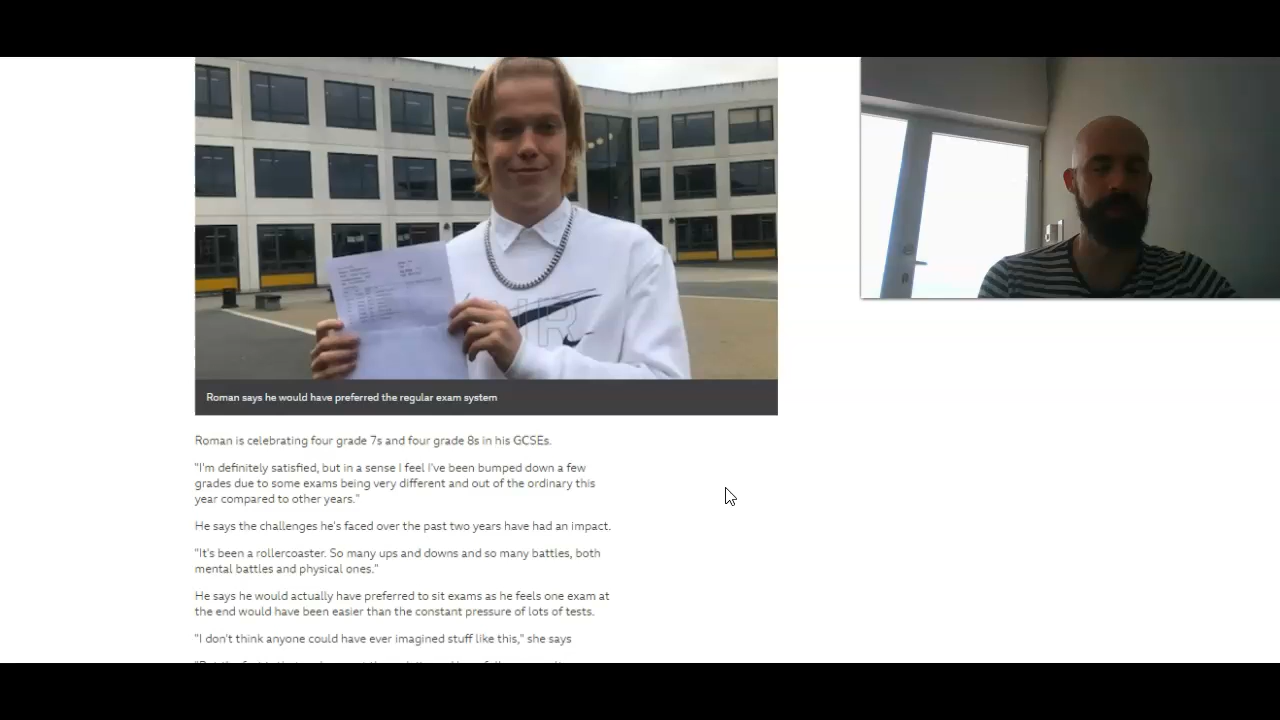 Roman says he would have preferred the regular exam system
Roman is celebrating four grade 7s and four grade 8s in his GCSEs.
"I'm definitely satisfied, but in a sense I feel I've been bumped down a few
grades due to some exams being very different and out of the ordinary this
year compared to other years."
He says the challenges he's faced over the past two years have had an impact.
"It's been a rollercoaster. So many ups and downs and so many battles, both
mental battles and physical ones."
He says he would actually have preferred to sit exams as he feels one exam at
the end would have been easier than the constant pressure of lots of tests.
"I don't think anyone could have ever imagined stuff like this," she says